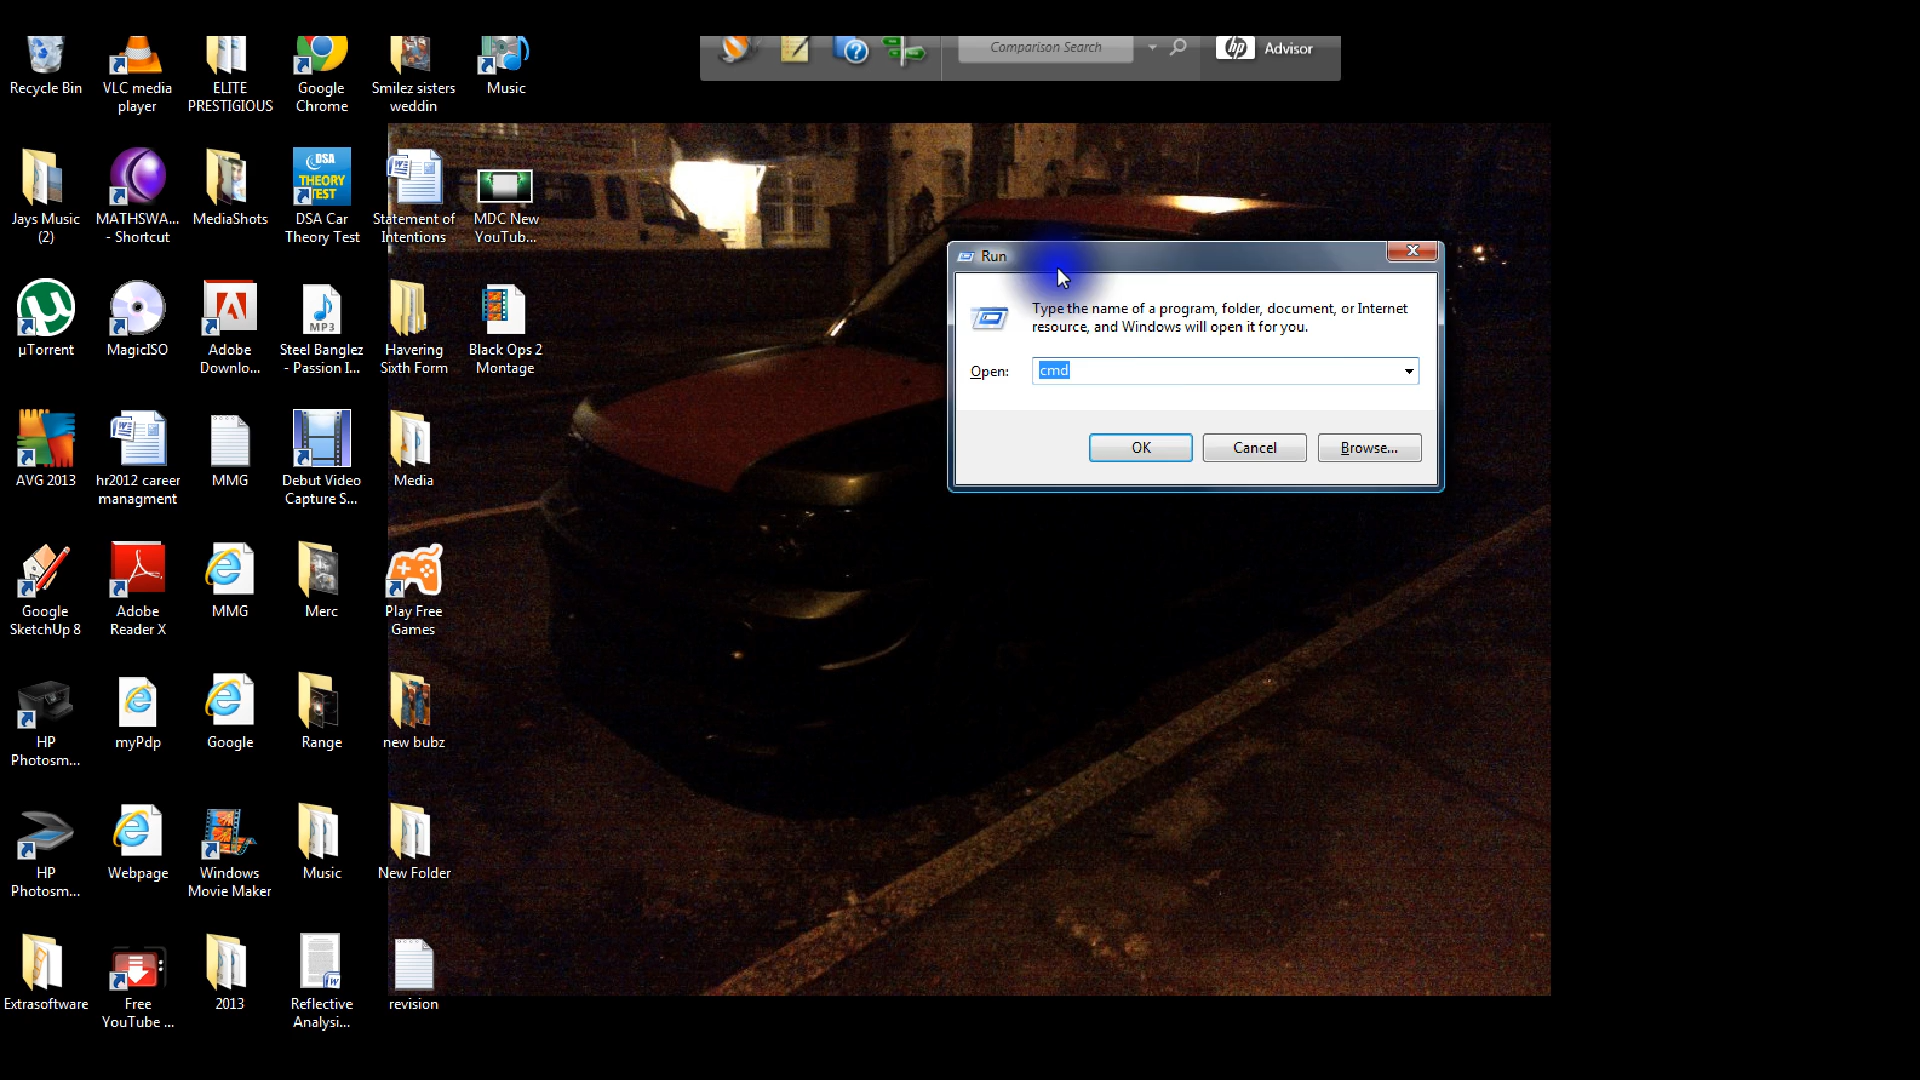 Comparison Search
hp
Advisor
Recycle Bin
VLC media
player
ELITE
PRESTIGIOUS
Google
Chrome
Smilez sisters
weddin
Music
Jays Music
(2)
MATHSWA...
- Shortcut
MediaShots
DSA
THEORY
TEST
DSA Car
Theory Test
Statement of
Intentions
MDC New
YouTub...
Run
Type the name of a program, folder, document, or Internet
resource, and Windows will open it for you.
Open:
cmd
OK
Cancel
Browse...
µTorrent
MagicISO
Adobe
Downlo...
MP3
Steel Banglez
- Passion I...
Havering
Sixth Form
Black Ops 2
Montage
AVG 2013
hr2012 career
managment
MMG
Debut Video
Capture S...
Media
Google
SketchUp 8
Adobe
Reader X
MMG
Merc
Play Free
Games
HP
Photosm...
myPdp
Google
Range
new bubz
HP
Photosm...
Webpage
Windows
Movie Maker
Music
New Folder
Extrasoftware
Free
YouTube ...
2013
Reflective
Analysi...
revision